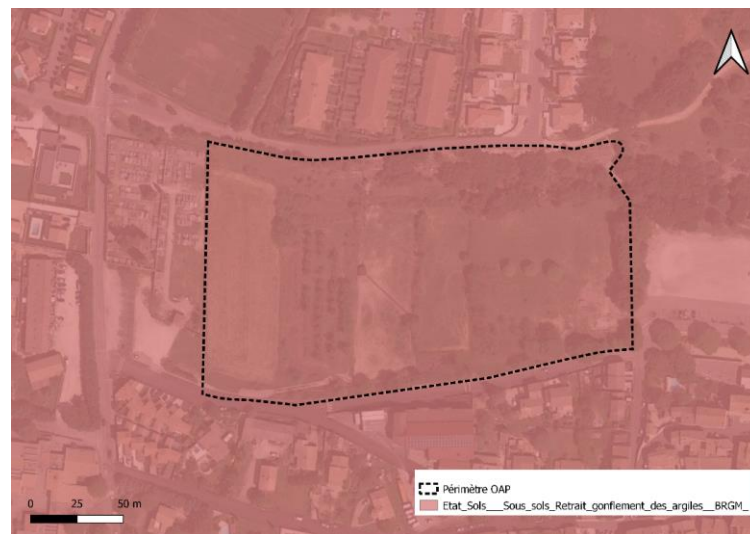 0 25 50 m
Périmètre OAP
Etat_Sols___Sous_sols_Retrait_gonflement_des_argiles__BRGM_